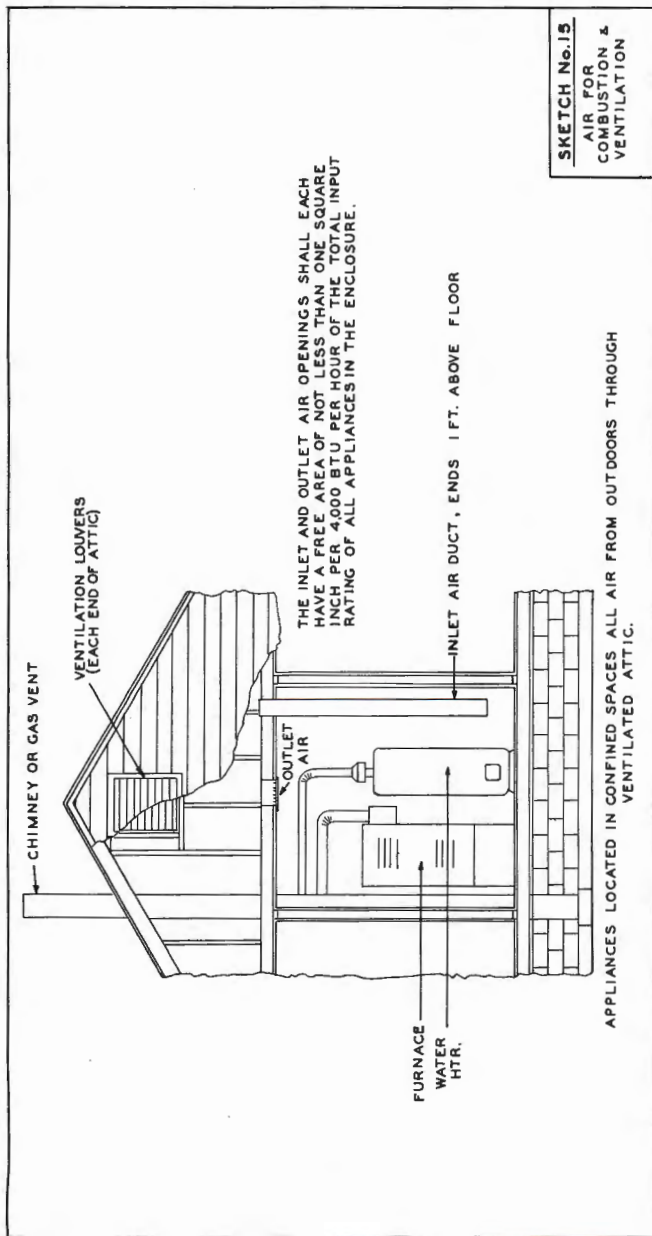 CHIMNEY OR GAS VENT
VENTILATION LOUVERS
(EACH END OF ATTIC)
THE INLET AND OUTLET AIR OPENINGS SHALL EACH
HAVE A FREE AREA OF NOT LESS THAN ONE SQUARE
INCH PER 4,000 BTU PER HOUR OF THE TOTAL INPUT
RATING OF ALL APPLIANCES IN THE ENCLOSURE.
OUTLET
AIR
INLET AIR DUCT, ENDS 1 FT. ABOVE FLOOR
FURNACE
WATER
HTR.
APPLIANCES LOCATED IN CONFINED SPACES ALL AIR FROM OUTDOORS THROUGH
VENTILATED ATTIC.
SKETCH No.15
AIR FOR
COMBUSTION &
VENTILATION